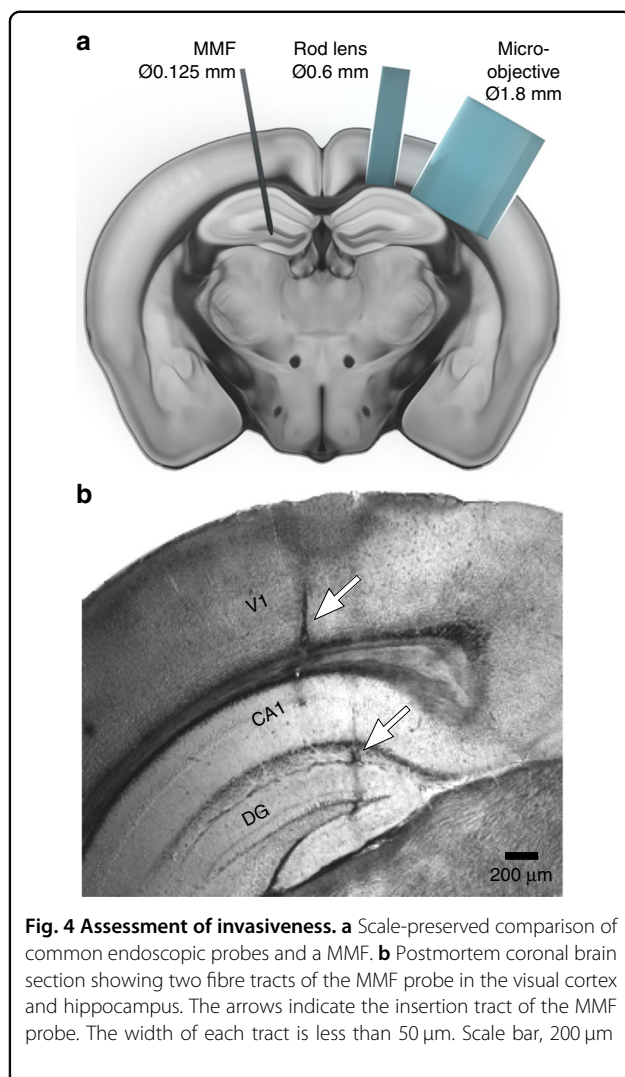 a
MMF
Ø0.125 mm
Rod lens
Ø0.6 mm
Micro-
objective
Ø1.8 mm
b
V1
CA1
DG
200 μm
Fig. 4 Assessment of invasiveness. a Scale-preserved comparison of
common endoscopic probes and a MMF. b Postmortem coronal brain
section showing two fibre tracts of the MMF probe in the visual cortex
and hippocampus. The arrows indicate the insertion tract of the MMF
probe. The width of each tract is less than 50 μm. Scale bar, 200 μm